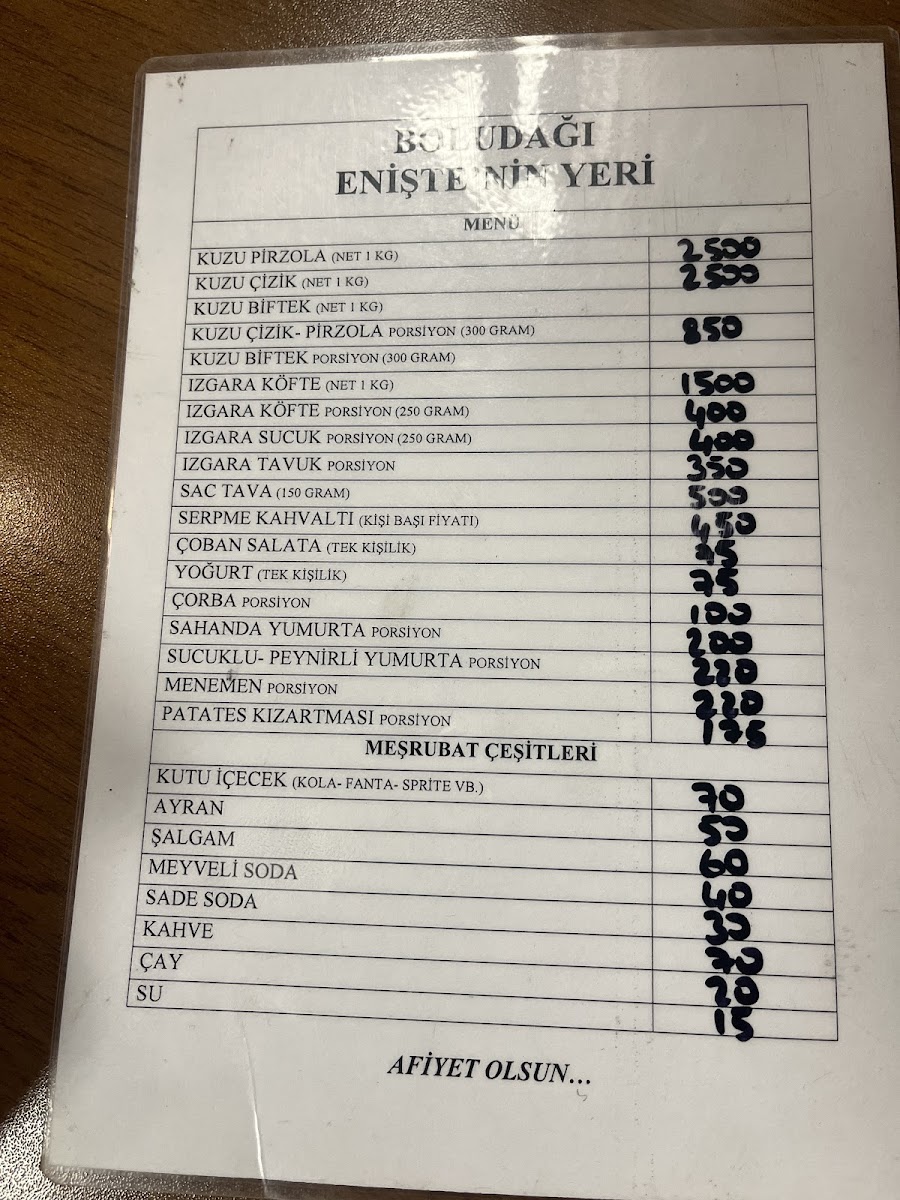 BOLUDAĞI
ENİŞTE'NİN YERİ
MENÜ
KUZU PİRZOLA (NET 1 KG) 2500
KUZU ÇİZİK (NET 1 KG) 2500
KUZU BİFTEK (NET 1 KG)
KUZU ÇİZİK- PİRZOLA PORSİYON (300 GRAM) 850
KUZU BİFTEK PORSİYON (300 GRAM)
IZGARA KÖFTE (NET 1 KG) 1500
IZGARA KÖFTE PORSİYON (250 GRAM) 400
IZGARA SUCUK PORSİYON (250 GRAM) 400
IZGARA TAVUK PORSİYON 350
SAC TAVA (150 GRAM) 500
SERPME KAHVALTI (KİŞİ BAŞI FİYATI) 450
ÇOBAN SALATA (TEK KİŞİLİK)
YOĞURT (TEK KİŞİLİK) 75
ÇORBA PORSİYON 100
SAHANDA YUMURTA PORSİYON 200
SUCUKLU- PEYNİRLİ YUMURTA PORSİYON 220
MENEMEN PORSİYON 220
PATATES KIZARTMASI PORSİYON 175
MEŞRUBAT ÇEŞİTLERİ
KUTU İÇECEK (KOLA- FANTA- SPRİTE VB.) 70
AYRAN 50
ŞALGAM 60
MEYVELİ SODA 40
SADE SODA 30
KAHVE 70
ÇAY 20
SU 15
AFİYET OLSUN...